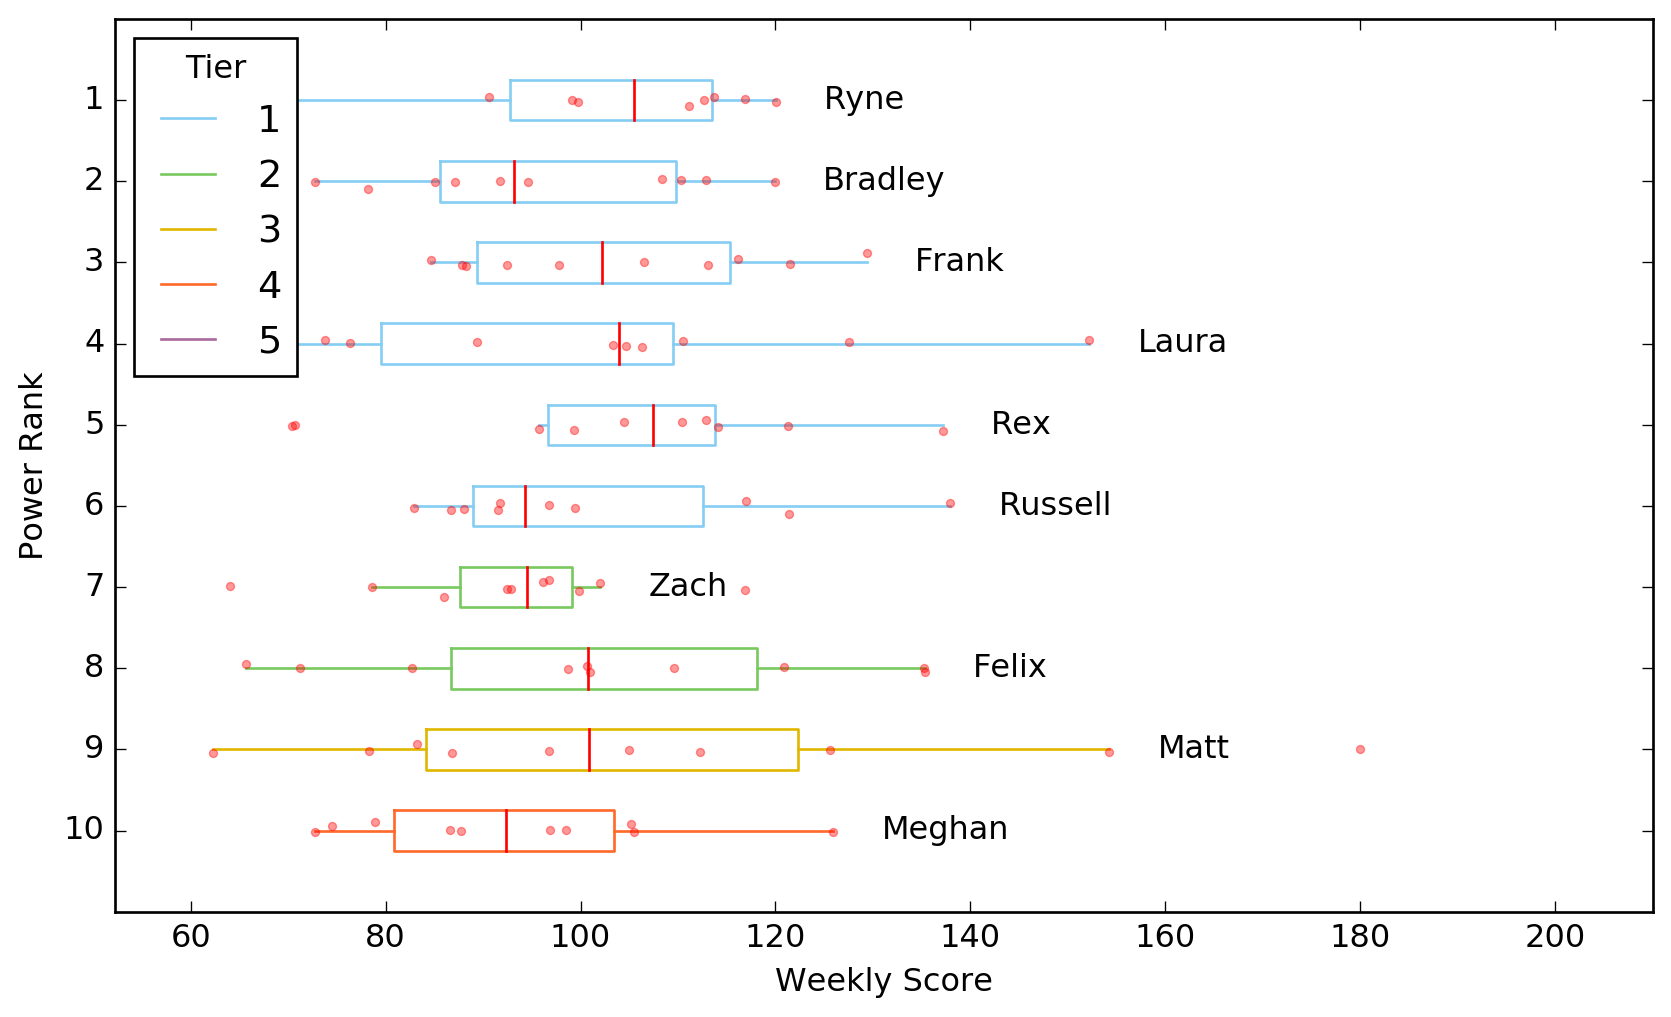 Tier
1
2
3
4
5
1 Ryne
2 Bradley
3 Frank
4 Laura
5 Rex
6 Russell
7 Zach
8 Felix
9 Matt
10 Meghan
Power Rank
60 80 100 120 140 160 180 200
Weekly Score